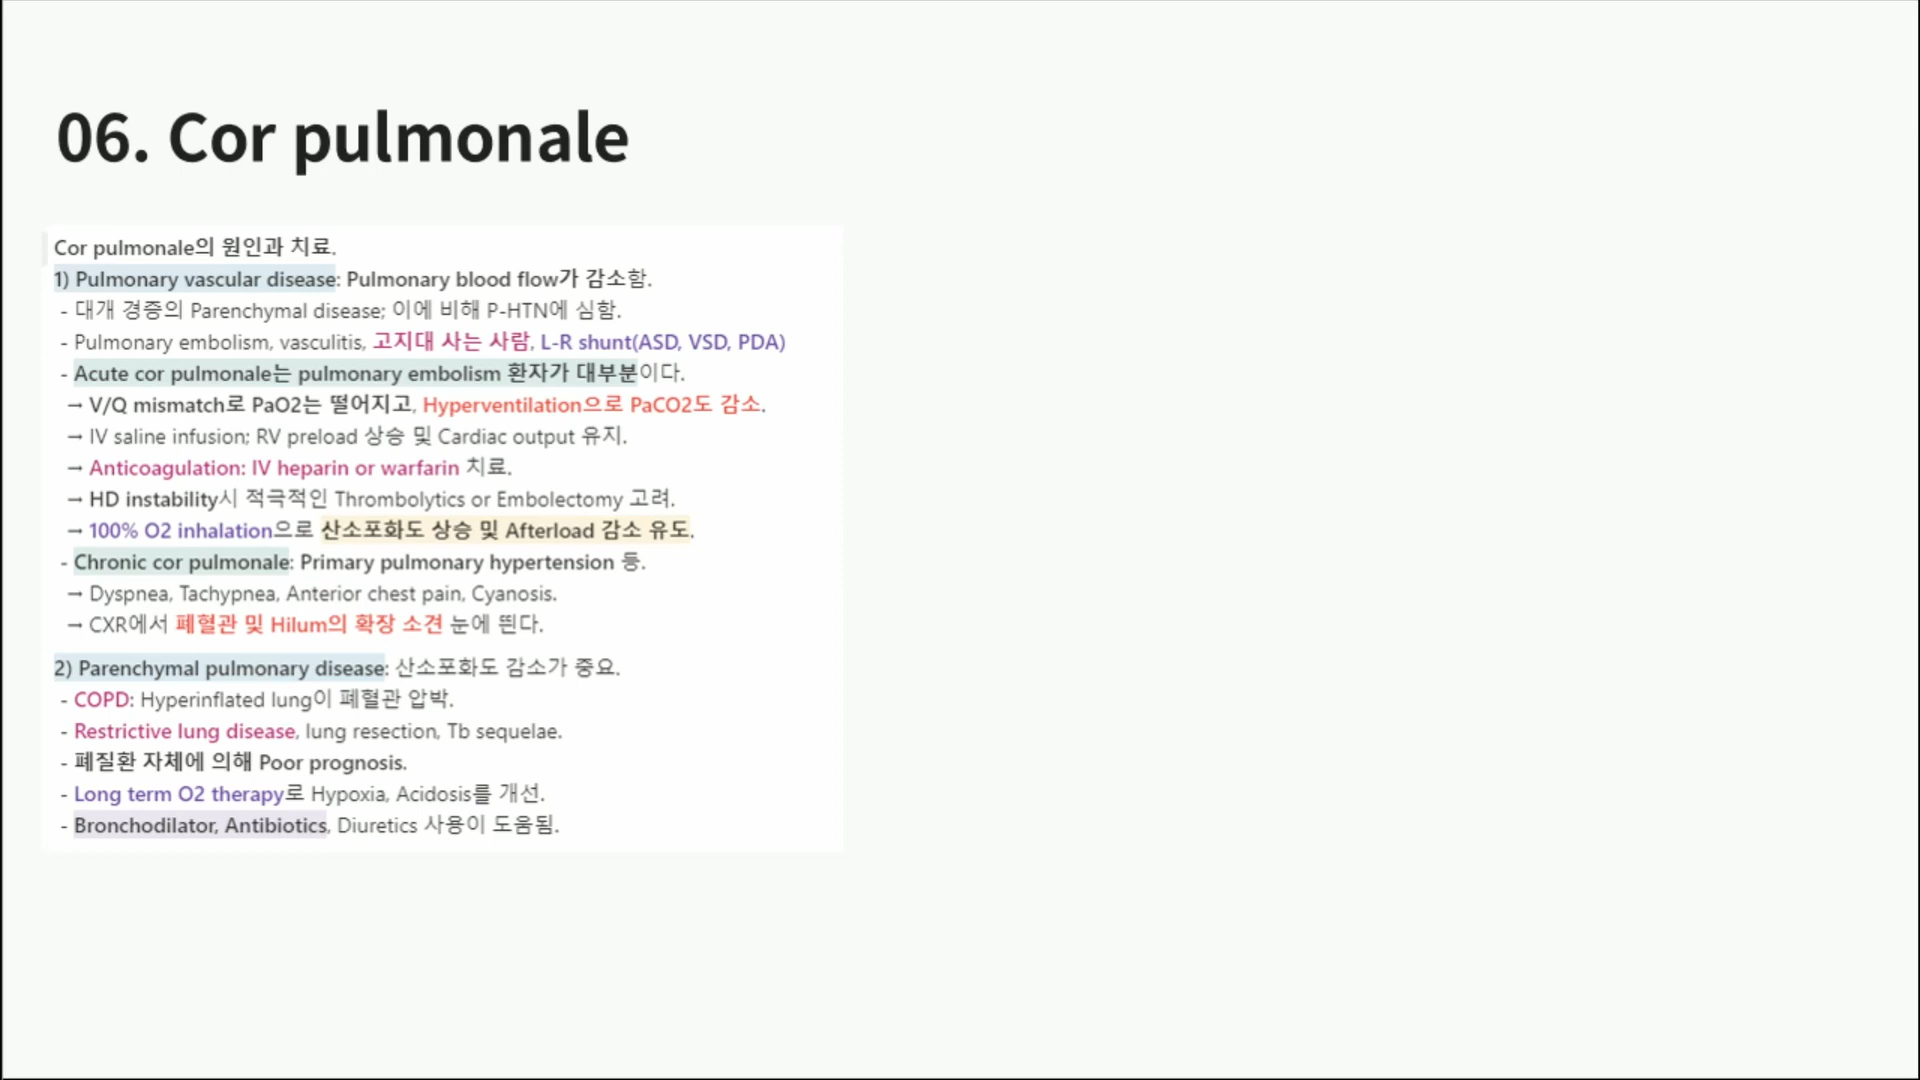 06. Cor pulmonale
Cor pulmonale의 원인과 치료.
1) Pulmonary vascular disease: Pulmonary blood flow가 감소함.
- 대개 경증의 Parenchymal disease; 이에 비해 P-HTN에 심함.
- Pulmonary embolism, vasculitis, 고지대 사는 사람, L-R shunt(ASD, VSD, PDA)
- Acute cor pulmonale는 pulmonary embolism 환자가 대부분이다.
→ V/Q mismatch로 PaO2는 떨어지고, Hyperventilation으로 PaCO2도 감소.
→ IV saline infusion; RV preload 상승 및 Cardiac output 유지.
→ Anticoagulation: IV heparin or warfarin 치료.
→ HD instability시 적극적인 Thrombolytics or Embolectomy 고려.
→ 100% O2 inhalation으로 산소포화도 상승 및 Afterload 감소 유도.
- Chronic cor pulmonale: Primary pulmonary hypertension 등.
→ Dyspnea, Tachypnea, Anterior chest pain, Cyanosis.
→ CXR에서 폐혈관 및 Hilum의 확장 소견 눈에 띈다.
2) Parenchymal pulmonary disease: 산소포화도 감소가 중요.
- COPD: Hyperinflated lung이 폐혈관 압박.
- Restrictive lung disease, lung resection, Tb sequelae.
- 폐질환 자체에 의해 Poor prognosis.
- Long term O2 therapy로 Hypoxia, Acidosis를 개선.
- Bronchodilator, Antibiotics, Diuretics 사용이 도움됨.